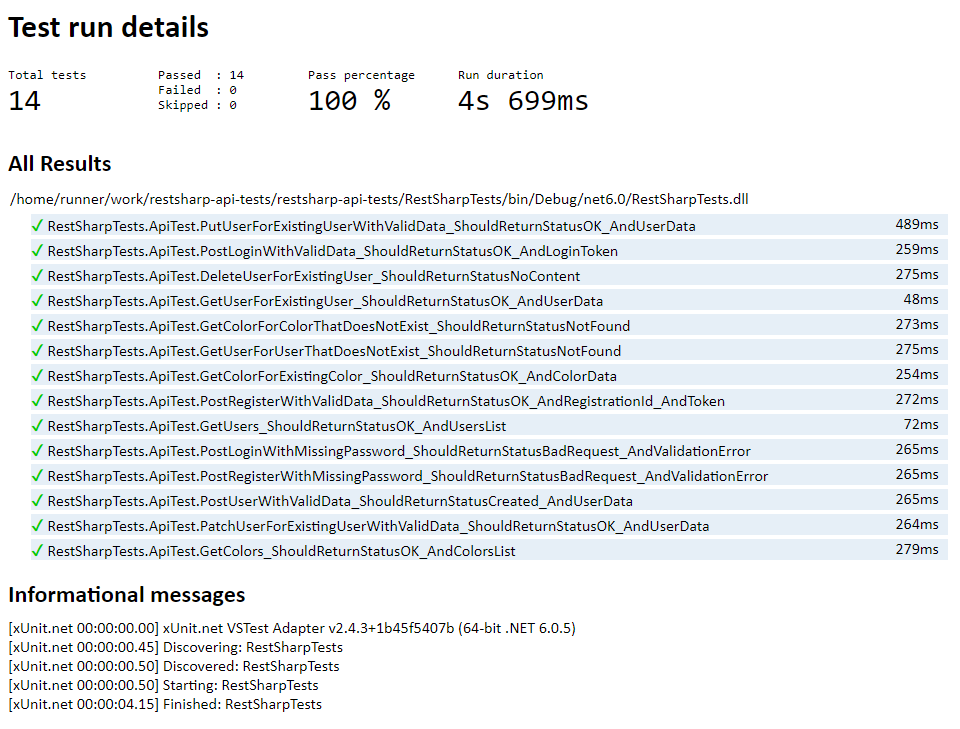 Test run details
Total tests
14
Passed : 14
Failed : 0
Skipped : 0
Pass percentage
100 %
Run duration
4s 699ms
All Results
/home/runner/work/restsharp-api-tests/restsharp-api-tests/RestSharpTests/bin/Debug/net6.0/RestSharpTests.dll
✓ RestSharpTests.ApiTest.PutUserForExistingUserWithValidData_ShouldReturnStatusOK_AndUserData 489ms
✓ RestSharpTests.ApiTest.PostLoginWithValidData_ShouldReturnStatusOK_AndLoginToken 259ms
✓ RestSharpTests.ApiTest.DeleteUserForExistingUser_ShouldReturnStatusNoContent 275ms
✓ RestSharpTests.ApiTest.GetUserForExistingUser_ShouldReturnStatusOK_AndUserData 48ms
✓ RestSharpTests.ApiTest.GetColorForColorThatDoesNotExist_ShouldReturnStatusNotFound 273ms
✓ RestSharpTests.ApiTest.GetUserForUserThatDoesNotExist_ShouldReturnStatusNotFound 275ms
✓ RestSharpTests.ApiTest.GetColorForExistingColor_ShouldReturnStatusOK_AndColorData 254ms
✓ RestSharpTests.ApiTest.PostRegisterWithValidData_ShouldReturnStatusOK_AndRegistrationId_AndToken 272ms
✓ RestSharpTests.ApiTest.GetUsers_ShouldReturnStatusOK_AndUsersList 72ms
✓ RestSharpTests.ApiTest.PostLoginWithMissingPassword_ShouldReturnStatusBadRequest_AndValidationError 265ms
✓ RestSharpTests.ApiTest.PostRegisterWithMissingPassword_ShouldReturnStatusBadRequest_AndValidationError 265ms
✓ RestSharpTests.ApiTest.PostUserWithValidData_ShouldReturnStatusCreated_AndUserData 265ms
✓ RestSharpTests.ApiTest.PatchUserForExistingUserWithValidData_ShouldReturnStatusOK_AndUserData 264ms
✓ RestSharpTests.ApiTest.GetColors_ShouldReturnStatusOK_AndColorsList 279ms
Informational messages
[xUnit.net 00:00:00.00] xUnit.net VSTest Adapter v2.4.3+1b45f5407b (64-bit .NET 6.0.5)
[xUnit.net 00:00:00.45] Discovering: RestSharpTests
[xUnit.net 00:00:00.50] Discovered: RestSharpTests
[xUnit.net 00:00:00.50] Starting: RestSharpTests
[xUnit.net 00:00:04.15] Finished: RestSharpTests